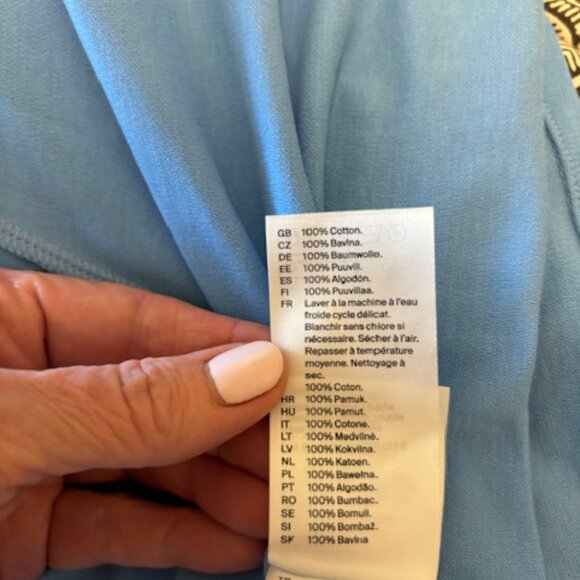 GB 100% Cotton.
CZ 100% Bavlna.
DE 100% Baumwolle.
EE 100% Puuvill.
ES 100% Algodón.
FI 100% Puuvillaa.
FR Laver à la machine à l'eau
froide cycle délicat.
Blanchir sans chlore si
nécessaire. Sécher à l'air.
Repasser à température
moyenne. Nettoyage à
sec.
100% Coton.
HR 100% Pamuk.
HU 100% Pamut.
IT 100% Cotone.
LT 100% Medvilnė.
LV 100% Kokvilna.
NL 100% Katoen.
PL 100% Bawełna.
PT 100% Algodão.
RO 100% Bumbac.
SE 100% Bomull.
SI 100% Bombaž.
SK 100% Bavlna